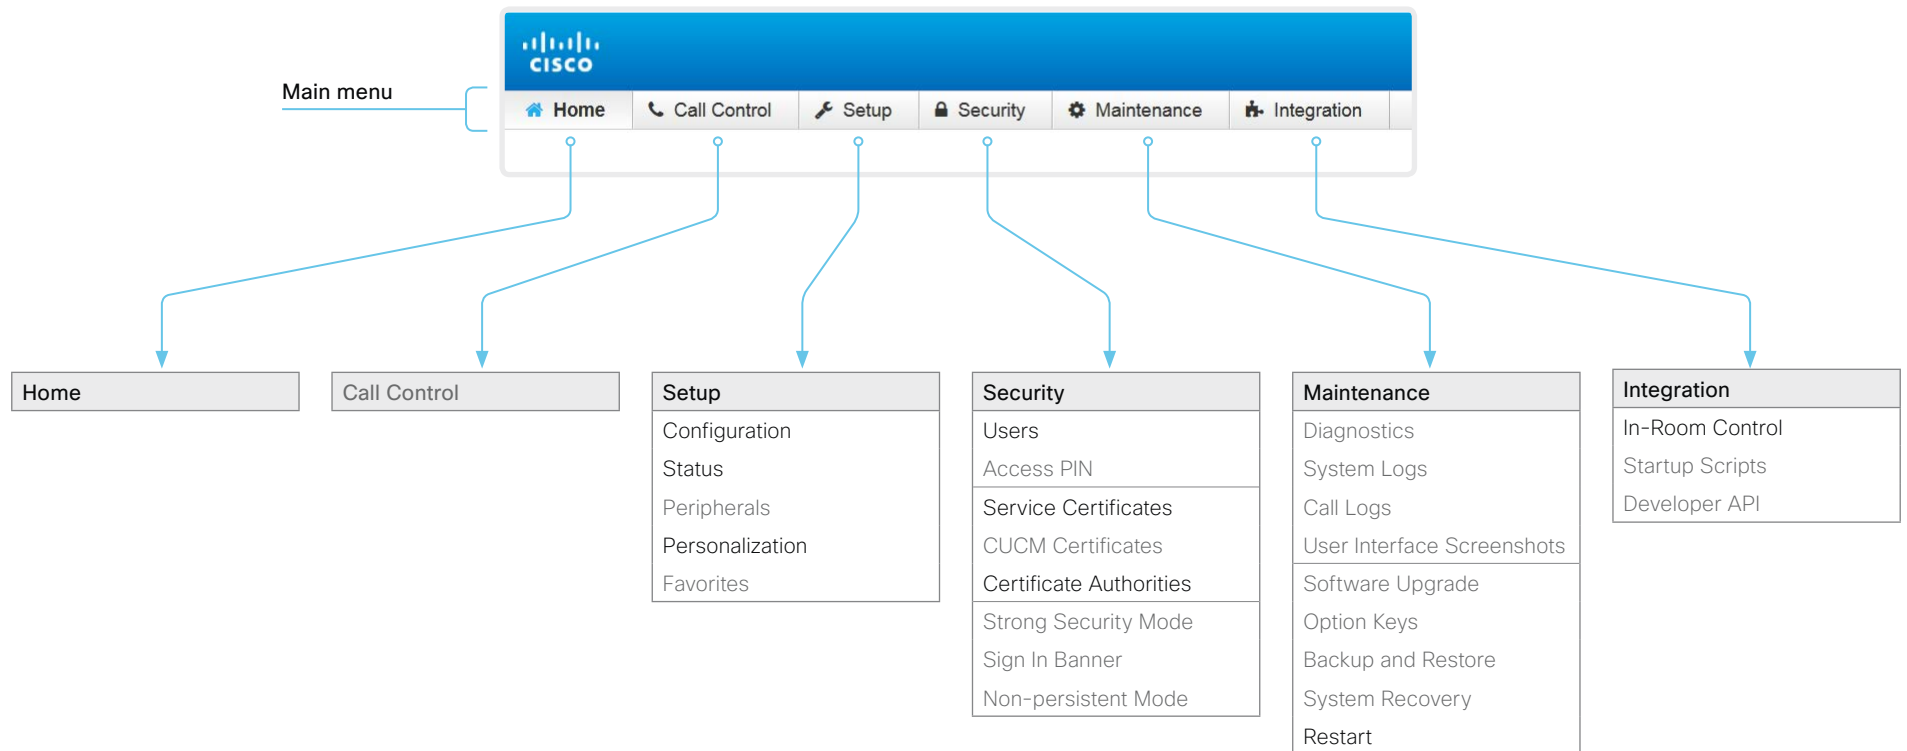 CISCO
Main menu
Home
Call Control
Setup
Security
Maintenance
Integration
Home
Call Control
Setup
Configuration
Status
Peripherals
Personalization
Favorites
Security
Users
Access PIN
Service Certificates
CUCM Certificates
Certificate Authorities
Strong Security Mode
Sign In Banner
Non-persistent Mode
Maintenance
Diagnostics
System Logs
Call Logs
User Interface Screenshots
Software Upgrade
Option Keys
Backup and Restore
System Recovery
Restart
Integration
In-Room Control
Startup Scripts
Developer API